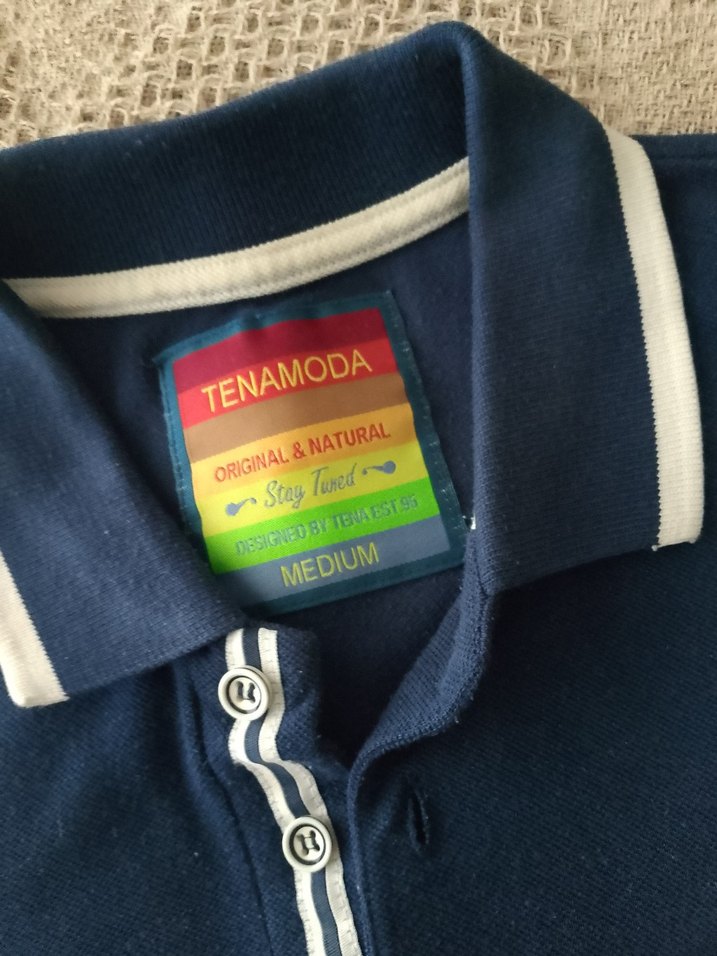 TENAMODA
ORIGINAL & NATURAL
Stay Tuned
DESIGNED BY TENA EST.95
MEDIUM